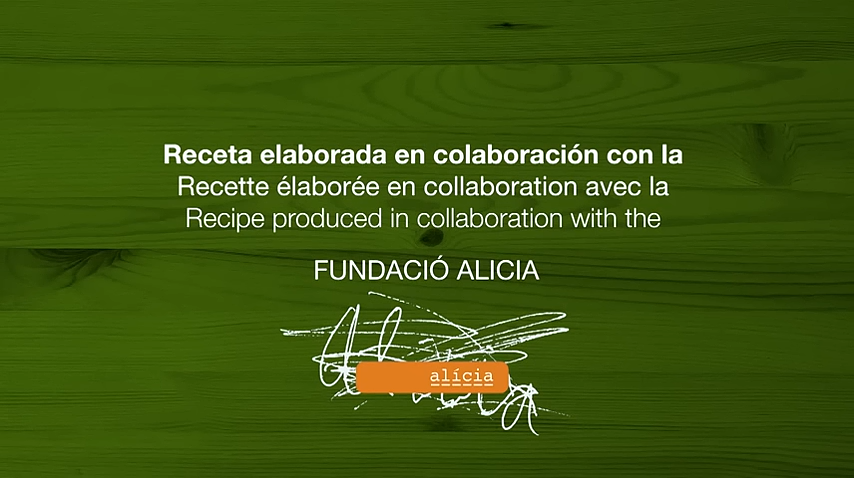 Receta elaborada en colaboración con la
Recette élaborée en collaboration avec la
Recipe produced in collaboration with the
FUNDACIÓ ALICIA
alícia